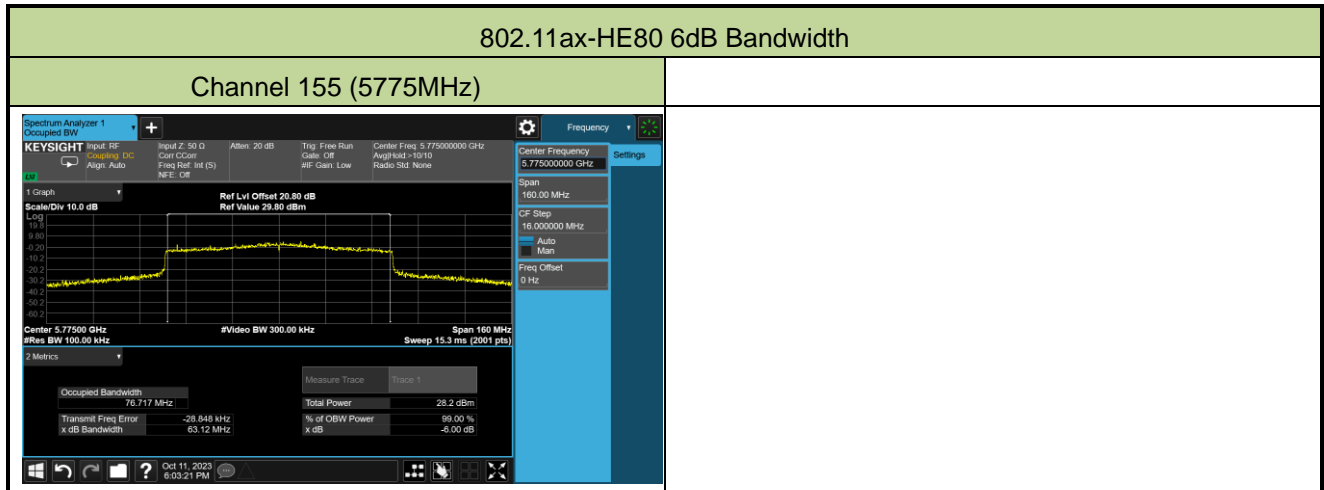 802.11ax-HE80 6dB Bandwidth
Channel 155 (5775MHz)
Spectrum Analyzer 1
Occupied BW
+
Frequency
KEYSIGHT
Input: RF
Coupling: DC
Align: Auto
Input Z: 50 Ω
Corr CCorr
Freq Ref: Int (S)
NFE: Off
Atten: 20 dB
Trig: Free Run
Gate: Off
#IF Gain: Low
Center Freq: 5.775000000 GHz
Avg|Hold:>10/10
Radio Std: None
Center Frequency
5.775000000 GHz
Settings
Span
160.00 MHz
CF Step
16.000000 MHz
Auto
Man
Freq Offset
0 Hz
LV
1 Graph
Scale/Div 10.0 dB
Ref Lvl Offset 20.80 dB
Ref Value 29.80 dBm
Log
19.8
9.80
-0.20
-10.2
-20.2
-30.2
-40.2
-50.2
-60.2
Center 5.77500 GHz
#Video BW 300.00 kHz
Span 160 MHz
#Res BW 100.00 kHz
Sweep 15.3 ms (2001 pts)
2 Metrics
Measure Trace
Trace 1
Occupied Bandwidth
76.717 MHz
Total Power
28.2 dBm
Transmit Freq Error
-28.848 kHz
% of OBW Power
99.00 %
x dB Bandwidth
63.12 MHz
x dB
-6.00 dB
?
Oct 11, 2023
6:03:21 PM